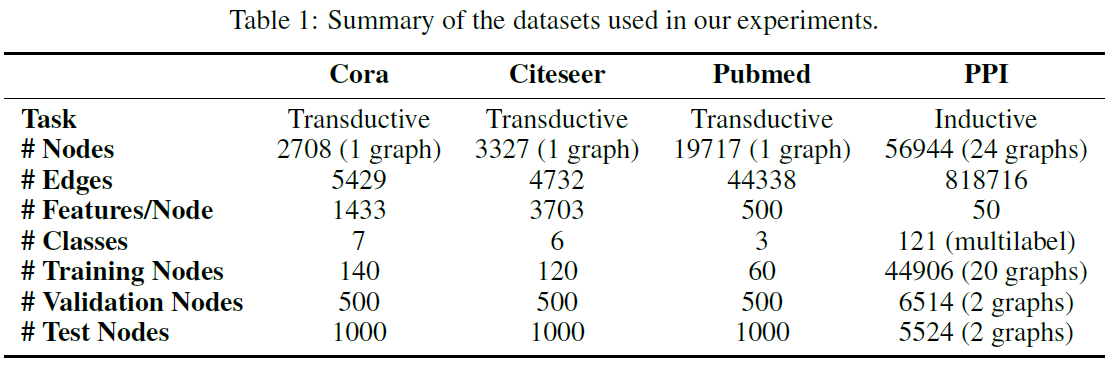 Table 1: Summary of the datasets used in our experiments.
Cora Citeseer Pubmed PPI
Task Transductive Transductive Transductive Inductive
# Nodes 2708 (1 graph) 3327 (1 graph) 19717 (1 graph) 56944 (24 graphs)
# Edges 5429 4732 44338 818716
# Features/Node 1433 3703 500 50
# Classes 7 6 3 121 (multilabel)
# Training Nodes 140 120 60 44906 (20 graphs)
# Validation Nodes 500 500 500 6514 (2 graphs)
# Test Nodes 1000 1000 1000 5524 (2 graphs)